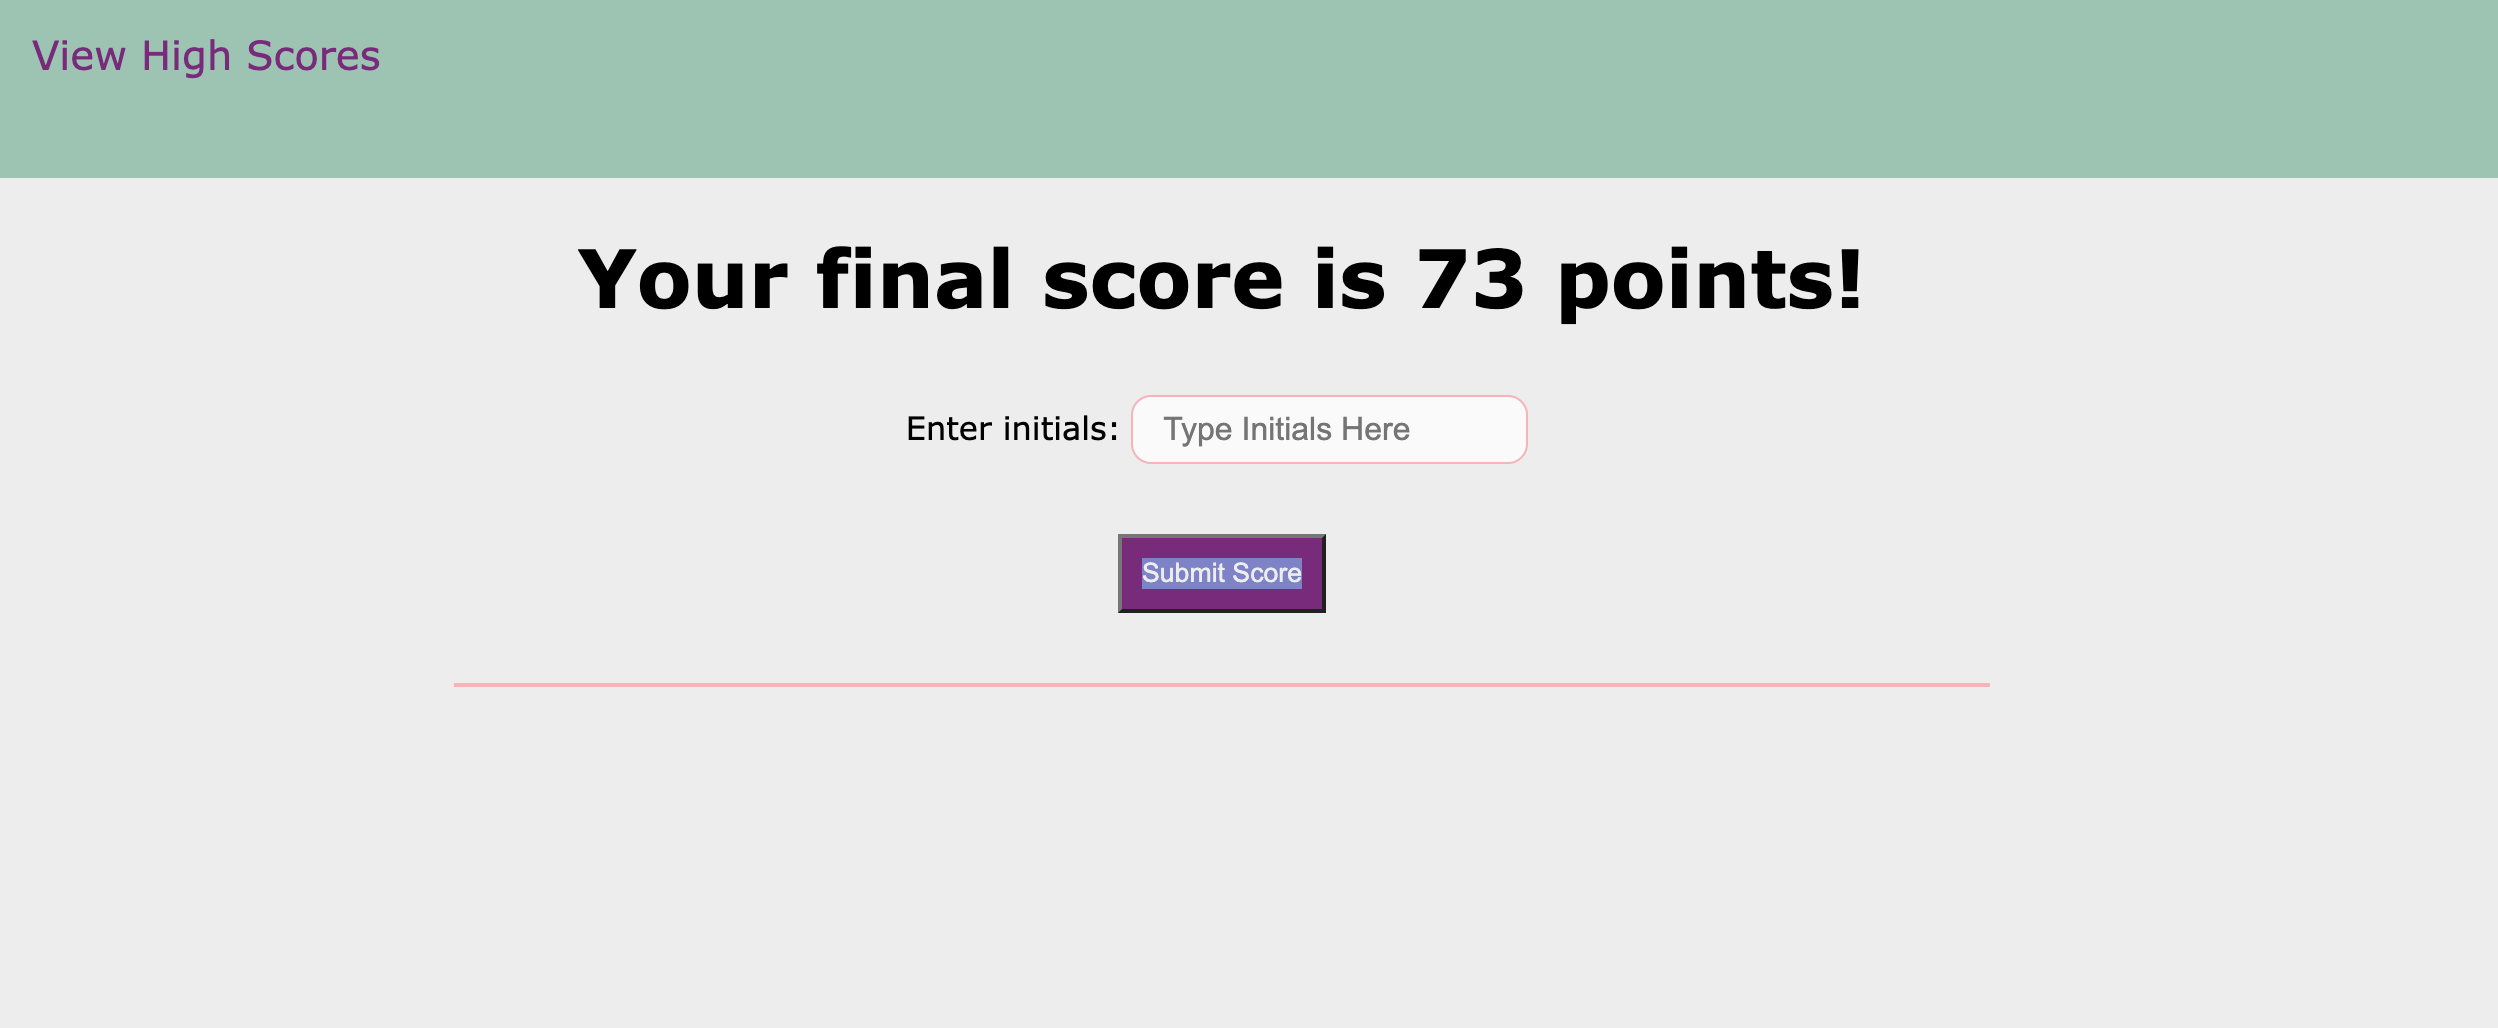 View High Scores
Your final score is 73 points!
Enter initials: Type Initials Here
Submit Score